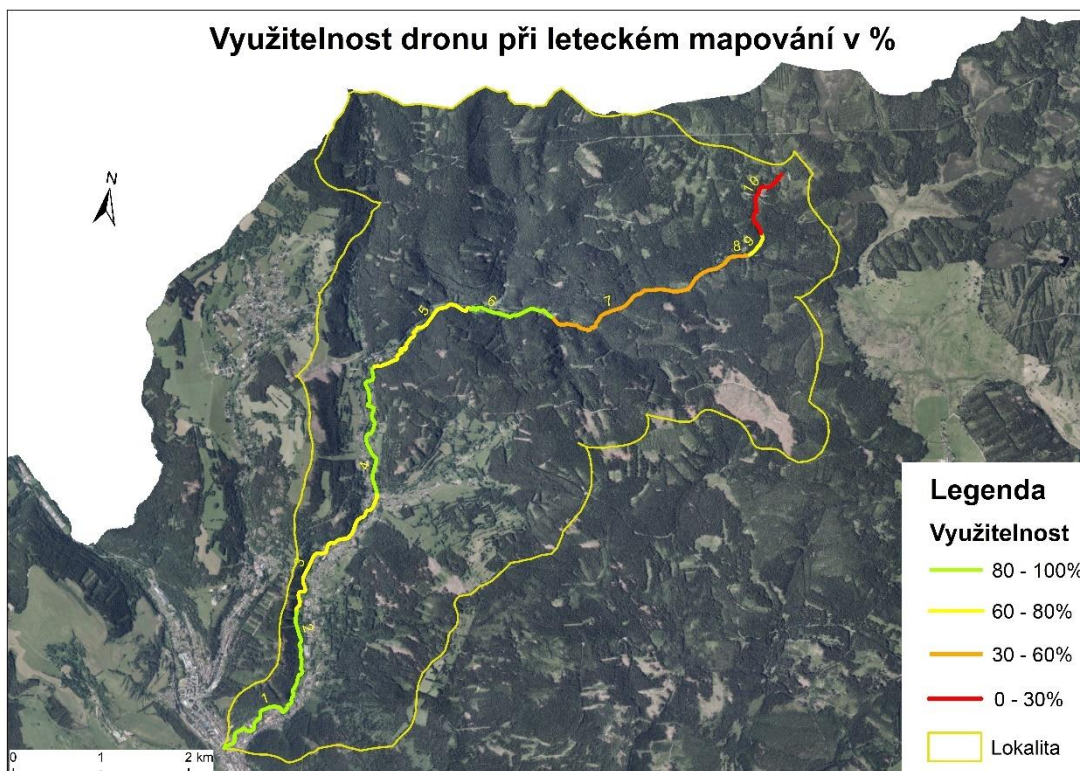 Využitelnost dronu při leteckém mapování v %
N
10
8
9
7
6
5
4
3
2
1
0 1 2 km
Legenda
Využitelnost
80 - 100%
60 - 80%
30 - 60%
0 - 30%
Lokalita